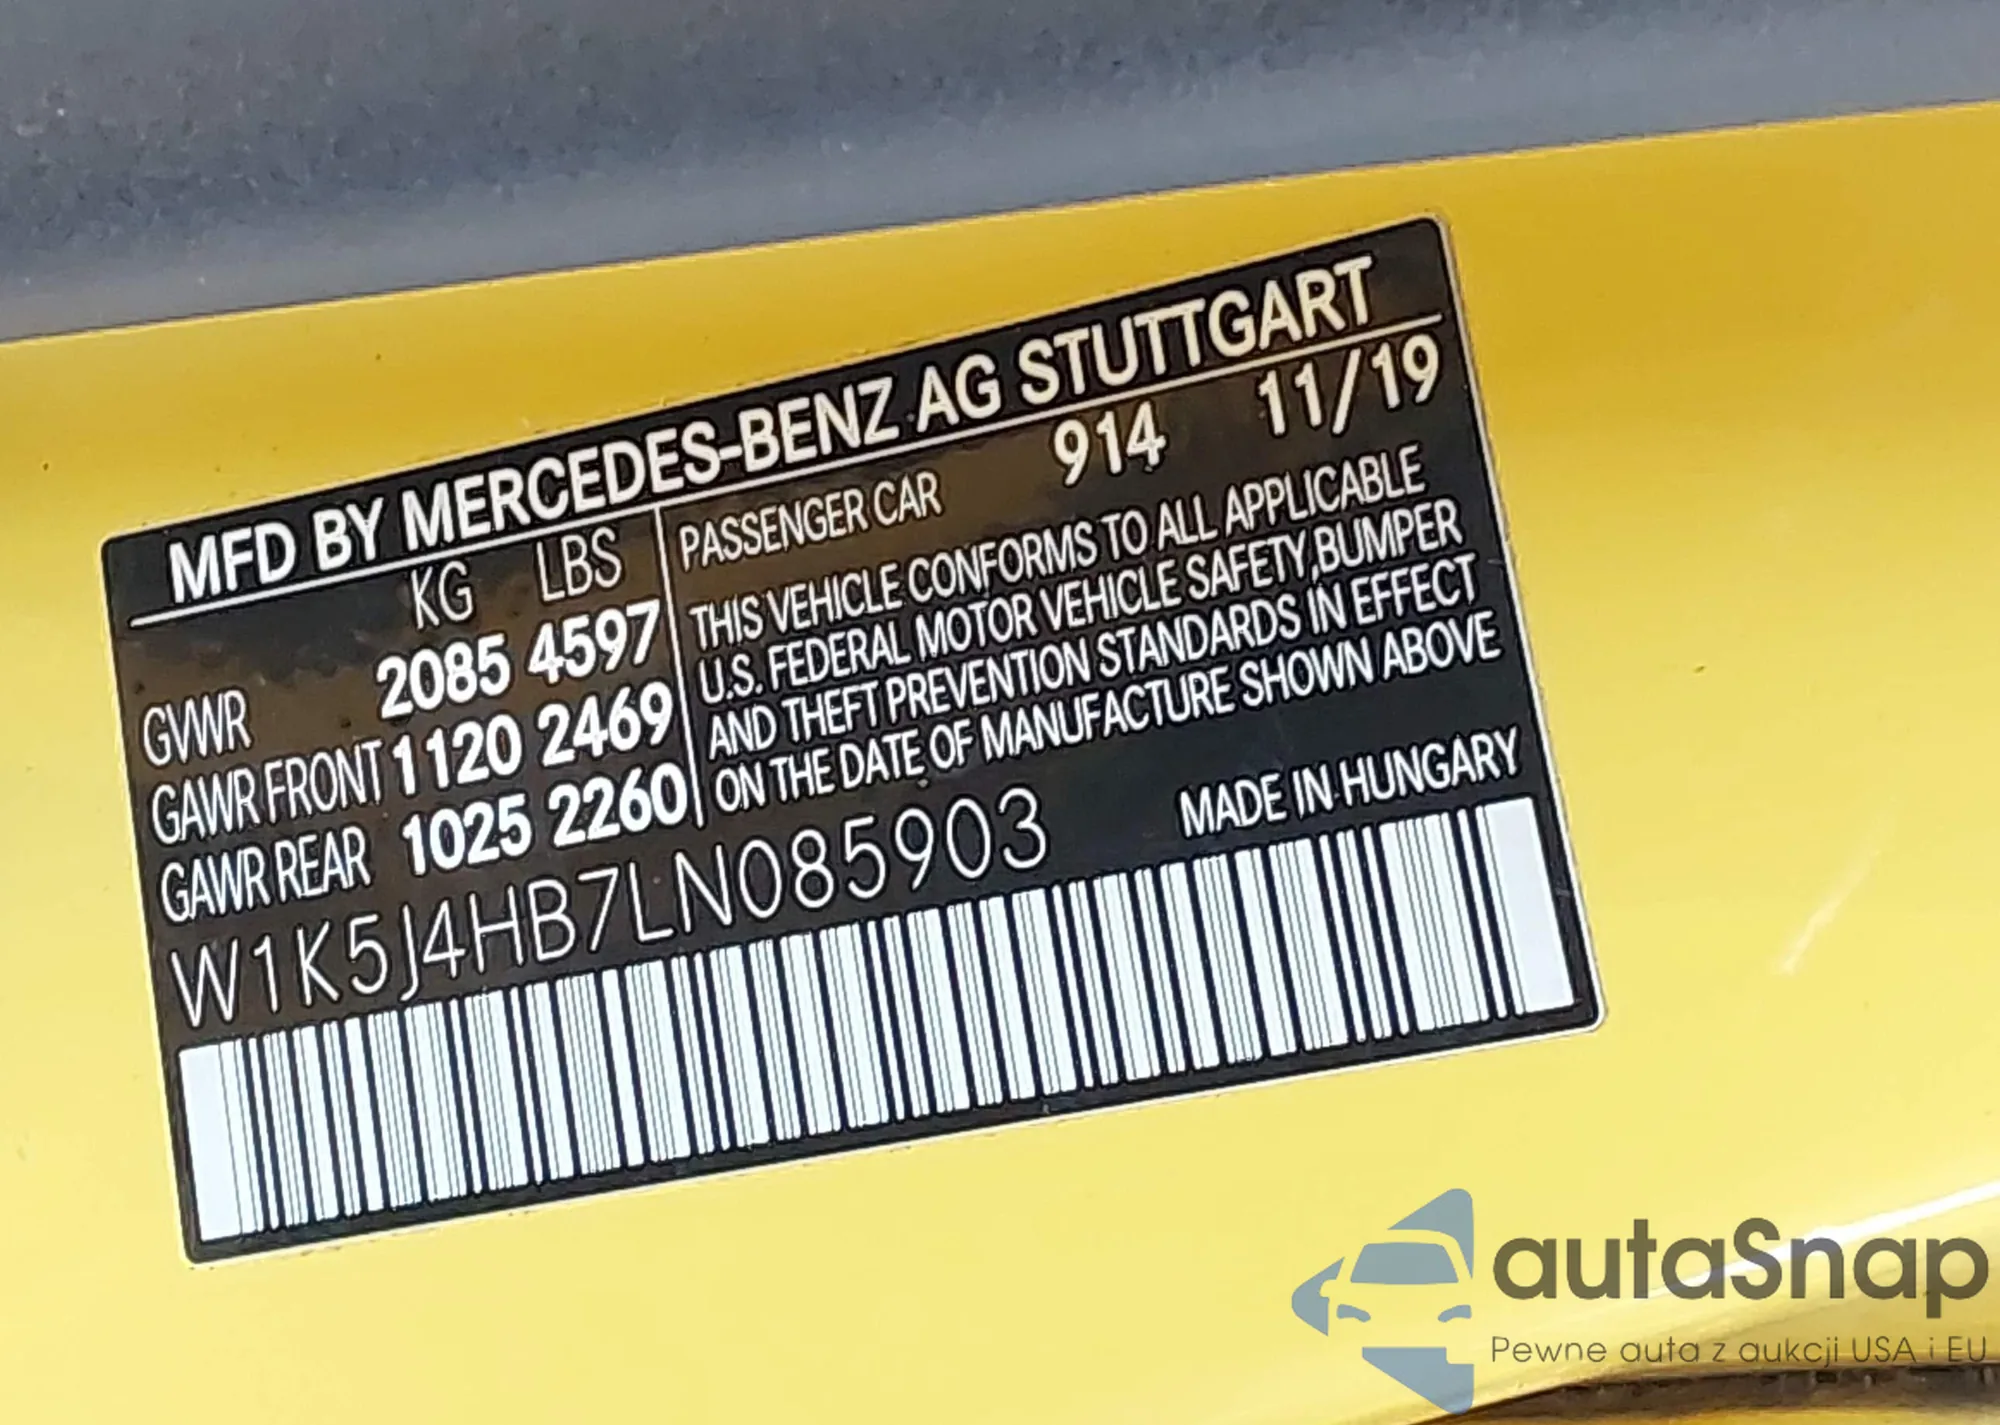 MFD BY MERCEDES-BENZ AG STUTTGART
KG LBS
GVWR 2085 4597
GAWR FRONT 1120 2469
GAWR REAR 1025 2260
PASSENGER CAR 914 11/19
THIS VEHICLE CONFORMS TO ALL APPLICABLE
U.S. FEDERAL MOTOR VEHICLE SAFETY,BUMPER
AND THEFT PREVENTION STANDARDS IN EFFECT
ON THE DATE OF MANUFACTURE SHOWN ABOVE
W1K5J4HB7LN085903
MADE IN HUNGARY
autaSnap
Pewne auta z aukcji USA i EU